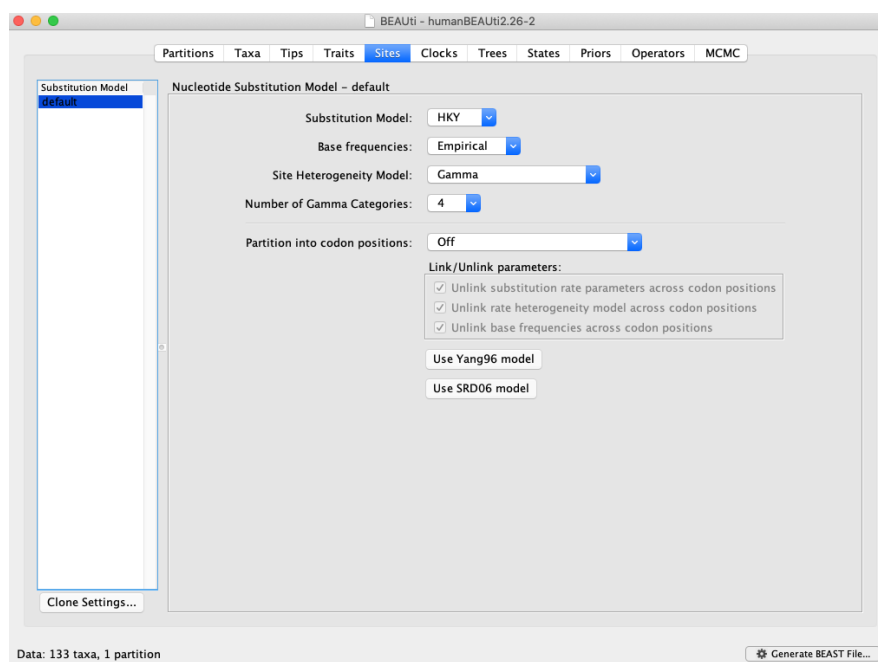 BEAUti - humanBEAUti2.26-2
Partitions Taxa Tips Traits Sites Clocks Trees States Priors Operators MCMC
Substitution Model
default
Nucleotide Substitution Model - default
Substitution Model: HKY
Base frequencies: Empirical
Site Heterogeneity Model: Gamma
Number of Gamma Categories: 4
Partition into codon positions: Off
Link/Unlink parameters:
Unlink substitution rate parameters across codon positions
Unlink rate heterogeneity model across codon positions
Unlink base frequencies across codon positions
Use Yang96 model
Use SRD06 model
Clone Settings...
Data: 133 taxa, 1 partition
Generate BEAST File...